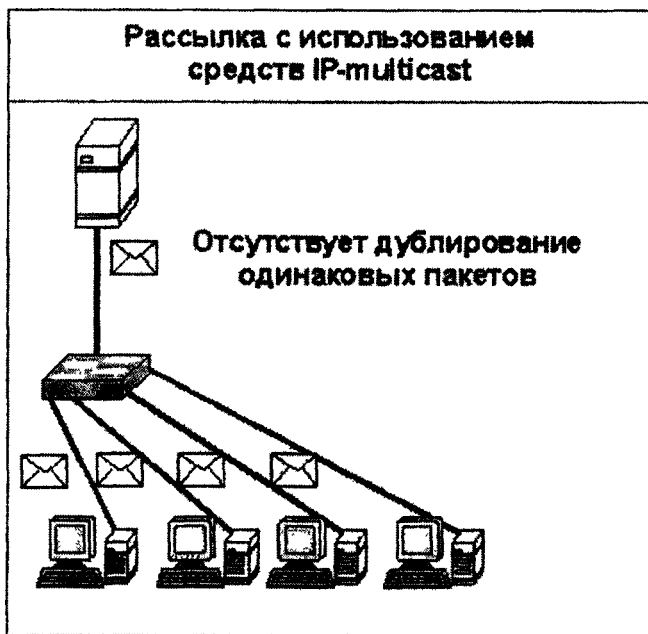 Рассылка с использованием
средств IP-multicast
Отсутствует дублирование
одинаковых пакетов